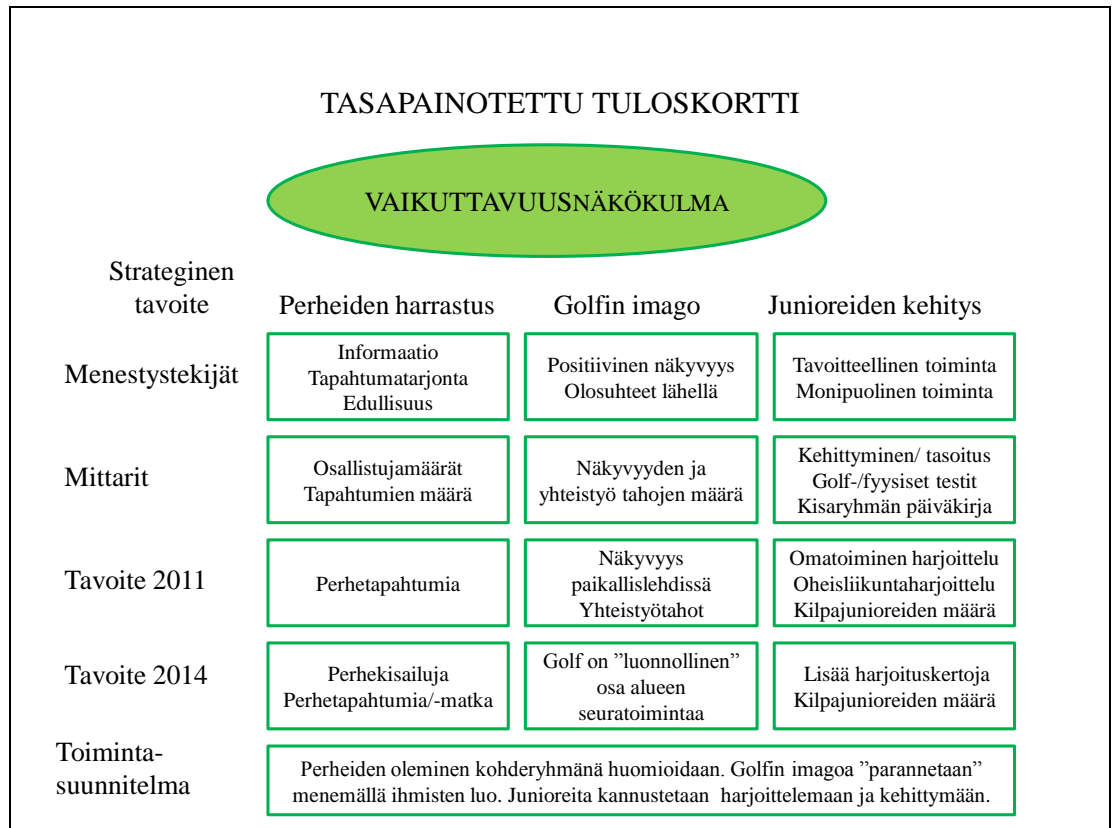 TASAPAINOTETTU TULOSKORTTI
VAIKUTTAVUUSNÄKÖKULMA
Strateginen
tavoite
Perheiden harrastus
Golfin imago
Junioreiden kehitys
Menestystekijät
Informaatio
Tapahtumatarjonta
Edullisuus
Positiivinen näkyvyys
Olosuhteet lähellä
Tavoitteellinen toiminta
Monipuolinen toiminta
Mittarit
Osallistujamäärät
Tapahtumien määrä
Näkyvyyden ja
yhteistyö tahojen määrä
Kehittyminen/ tasoitus
Golf-/fyysiset testit
Kisaryhmän päiväkirja
Tavoite 2011
Perhetapahtumia
Näkyvyys
paikallislehdissä
Yhteistyötahot
Omatoiminen harjoittelu
Oheisliikuntaharjoittelu
Kilpajunioreiden määrä
Tavoite 2014
Perhekisailuja
Perhetapahtumia/-matka
Golf on ”luonnollinen”
osa alueen
seuratoimintaa
Lisää harjoituskertoja
Kilpajunioreiden määrä
Toiminta-
suunnitelma
Perheiden oleminen kohderyhmänä huomioidaan. Golfin imagoa ”parannetaan”
menemällä ihmisten luo. Junioreita kannustetaan harjoittelemaan ja kehittymään.